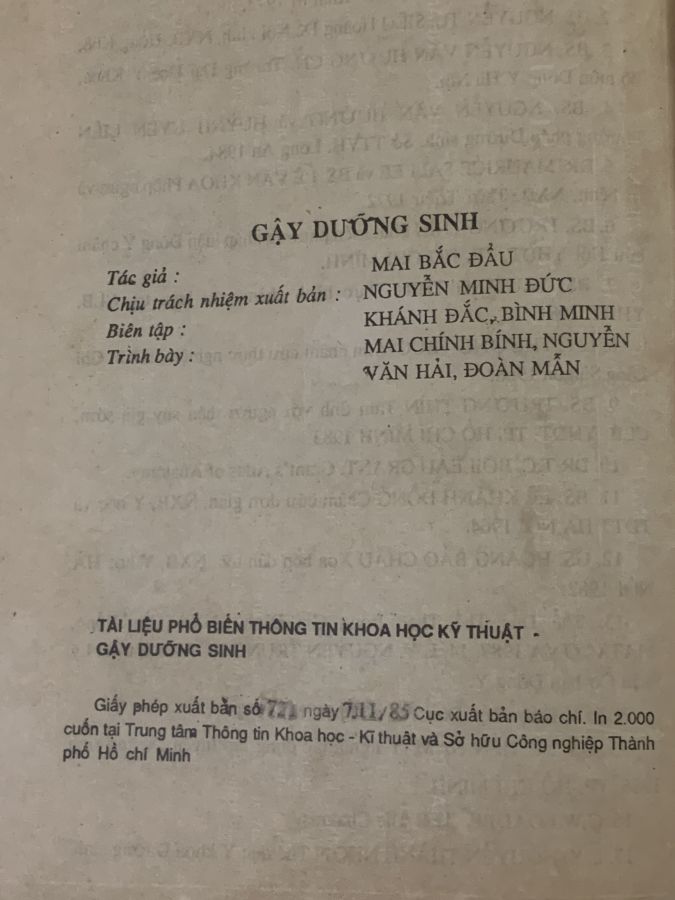 GẬY DƯỠNG SINH
Tác giả : MAI BẮC ĐẨU
Chịu trách nhiệm xuất bản : NGUYỄN MINH ĐỨC
Biên tập : KHÁNH ĐẮC, BÌNH MINH
Trình bày : MAI CHÍNH BÍNH, NGUYỄN
VĂN HẢI, ĐOÀN MẪN
TÀI LIỆU PHỔ BIẾN THÔNG TIN KHOA HỌC KỸ THUẬT -
GẬY DƯỠNG SINH
Giấy phép xuất bản số 721 ngày 7.11/85 Cục xuất bản báo chí. In 2.000
cuốn tại Trung tâm Thông tin Khoa học - Kĩ thuật và Sở hữu Công nghiệp Thành
phố Hồ chí Minh